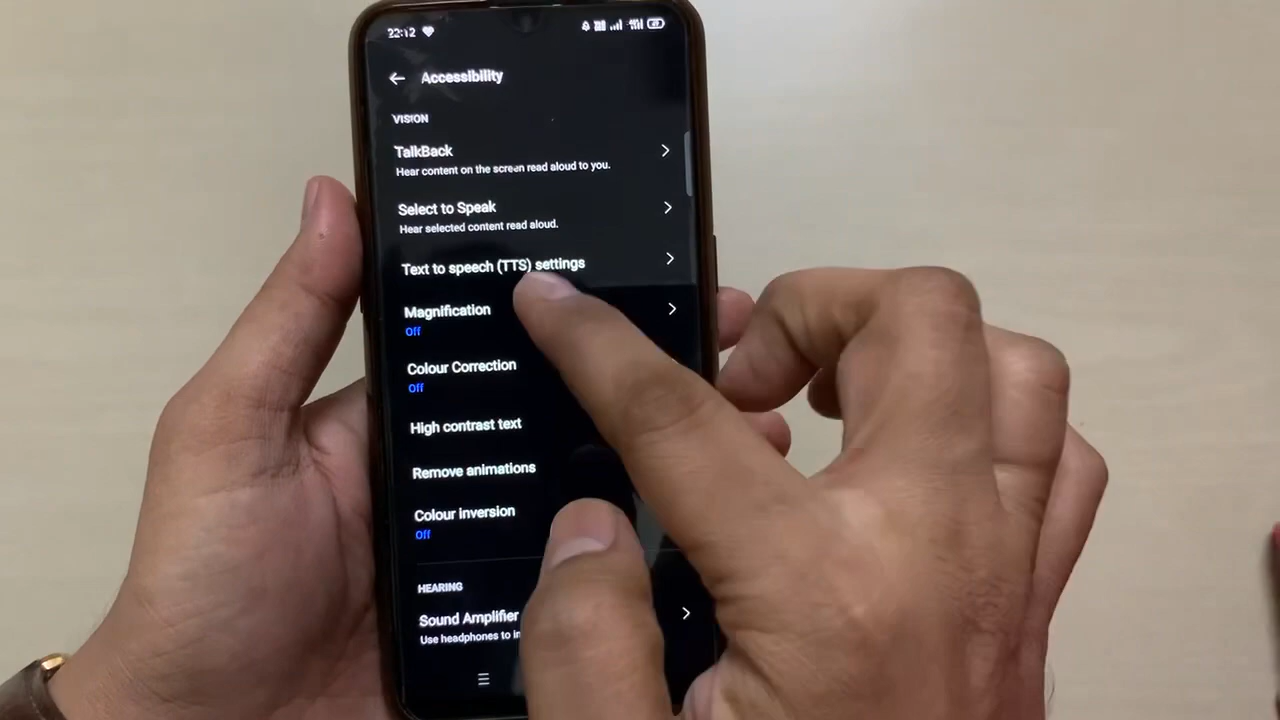 22:12
Accessibility
VISION
TalkBack
Hear content on the screen read aloud to you.
Select to Speak
Hear selected content read aloud.
Text to speech (TTS) settings
Magnification
Off
Colour Correction
Off
High contrast text
Remove animations
Colour inversion
Off
HEARING
Sound Amplifier
Use headphones to